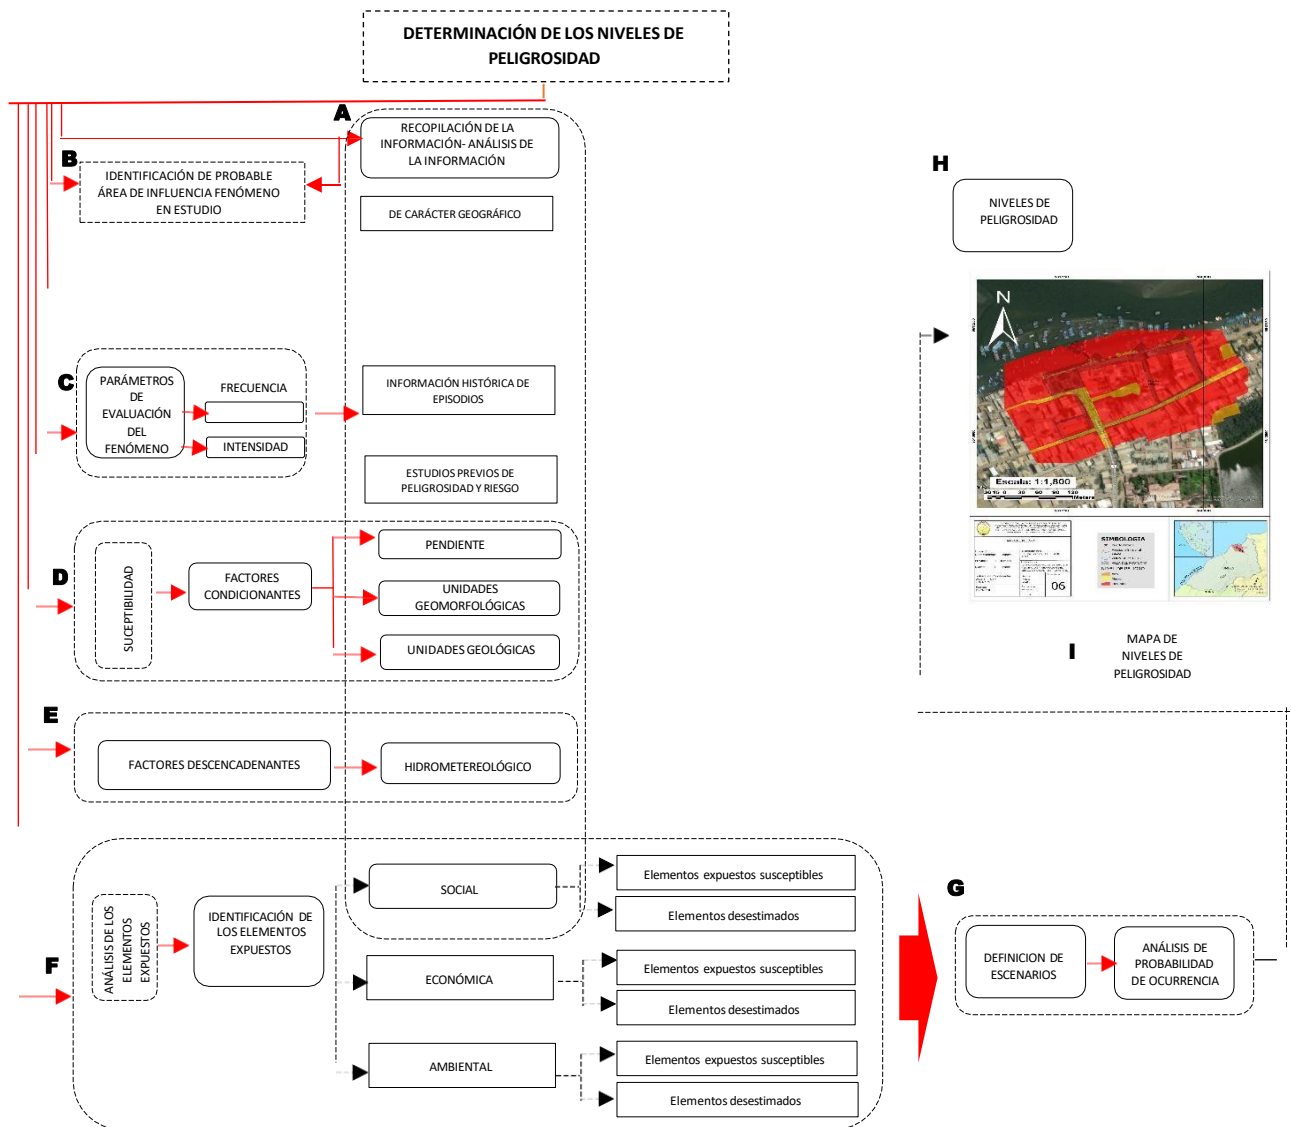 DETERMINACIÓN DE LOS NIVELES DE
PELIGROSIDAD
A
RECOPILACIÓN DE LA
INFORMACIÓN- ANÁLISIS DE
LA INFORMACIÓN
B
IDENTIFICACIÓN DE PROBABLE
ÁREA DE INFLUENCIA FENÓMENO
EN ESTUDIO
DE CARÁCTER GEOGRÁFICO
H
NIVELES DE
PELIGROSIDAD
N
Escala: 1:1,800
SIMBOLOGIA
06
I
MAPA DE
NIVELES DE
PELIGROSIDAD
C
PARÁMETROS
DE
EVALUACIÓN
DEL
FENÓMENO
FRECUENCIA
INTENSIDAD
INFORMACIÓN HISTÓRICA DE
EPISODIOS
ESTUDIOS PREVIOS DE
PELIGROSIDAD Y RIESGO
D
SUCEPTIBILIDAD
FACTORES
CONDICIONANTES
PENDIENTE
UNIDADES
GEOMORFOLÓGICAS
UNIDADES GEOLÓGICAS
E
FACTORES DESCENCADENANTES
HIDROMETEREOLÓGICO
F
ANÁLISIS DE LOS
ELEMENTOS
EXPUESTOS
IDENTIFICACIÓN DE
LOS ELEMENTOS
EXPUESTOS
SOCIAL
Elementos expuestos susceptibles
Elementos desestimados
ECONÓMICA
Elementos expuestos susceptibles
Elementos desestimados
AMBIENTAL
Elementos expuestos susceptibles
Elementos desestimados
G
DEFINICION DE
ESCENARIOS
ANÁLISIS DE
PROBABILIDAD
DE OCURRENCIA